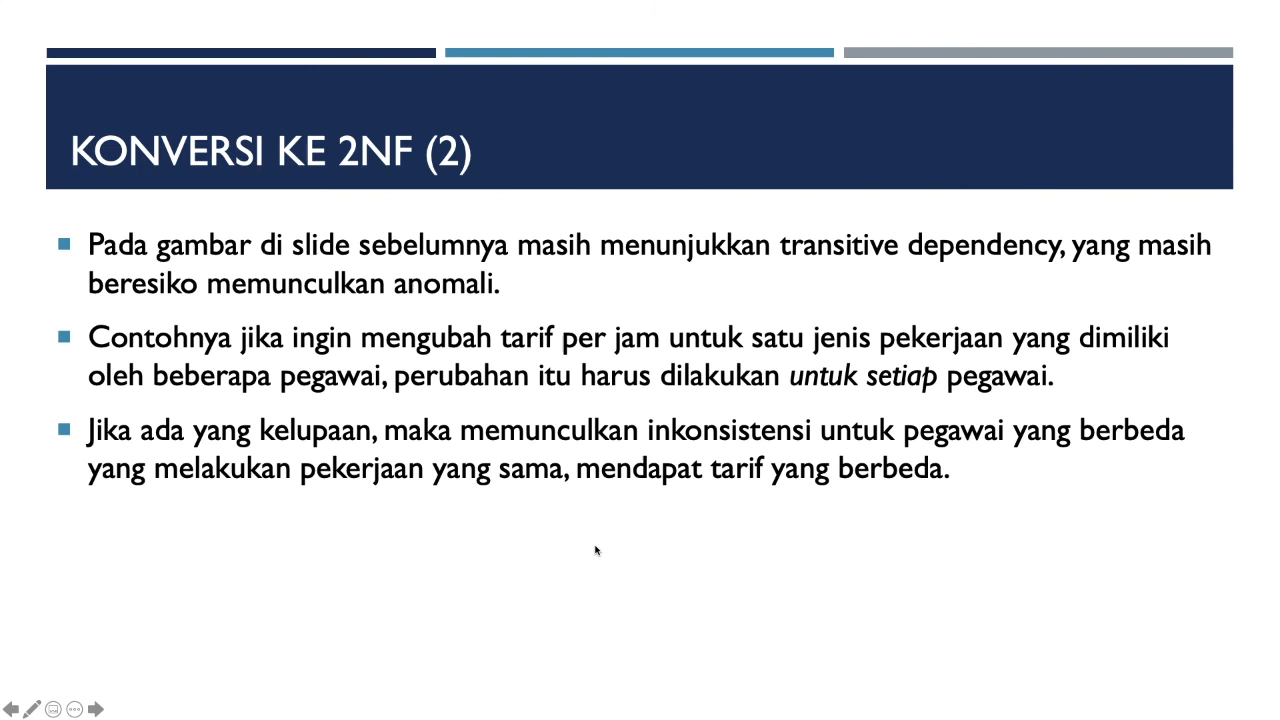 KONVERSI KE 2NF (2)
Pada gambar di slide sebelumnya masih menunjukkan transitive dependency, yang masih
beresiko memunculkan anomali.
Contohnya jika ingin mengubah tarif per jam untuk satu jenis pekerjaan yang dimiliki
oleh beberapa pegawai, perubahan itu harus dilakukan untuk setiap pegawai.
Jika ada yang kelupaan, maka memunculkan inkonsistensi untuk pegawai yang berbeda
yang melakukan pekerjaan yang sama, mendapat tarif yang berbeda.